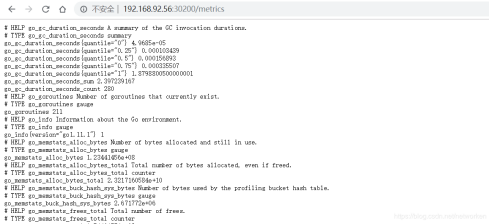 不安全 | 192.168.92.56:30200/metrics
# HELP go_gc_duration_seconds A summary of the GC invocation durations.
# TYPE go_gc_duration_seconds summary
go_gc_duration_seconds{quantile="0"} 4.9685e-05
go_gc_duration_seconds{quantile="0.25"} 0.000103439
go_gc_duration_seconds{quantile="0.5"} 0.000156893
go_gc_duration_seconds{quantile="0.75"} 0.000335507
go_gc_duration_seconds{quantile="1"} 1.8798800500000001
go_gc_duration_seconds_sum 2.397239167
go_gc_duration_seconds_count 280
# HELP go_goroutines Number of goroutines that currently exist.
# TYPE go_goroutines gauge
go_goroutines 211
# HELP go_info Information about the Go environment.
# TYPE go_info gauge
go_info{version="go1.11.1"} 1
# HELP go_memstats_alloc_bytes Number of bytes allocated and still in use.
# TYPE go_memstats_alloc_bytes gauge
go_memstats_alloc_bytes 1.23441456e+08
# HELP go_memstats_alloc_bytes_total Total number of bytes allocated, even if freed.
# TYPE go_memstats_alloc_bytes_total counter
go_memstats_alloc_bytes_total 2.3217160584e+10
# HELP go_memstats_buck_hash_sys_bytes Number of bytes used by the profiling bucket hash table.
# TYPE go_memstats_buck_hash_sys_bytes gauge
go_memstats_buck_hash_sys_bytes 2.671772e+06
# HELP go_memstats_frees_total Total number of frees.
# TYPE go_memstats_frees_total counter